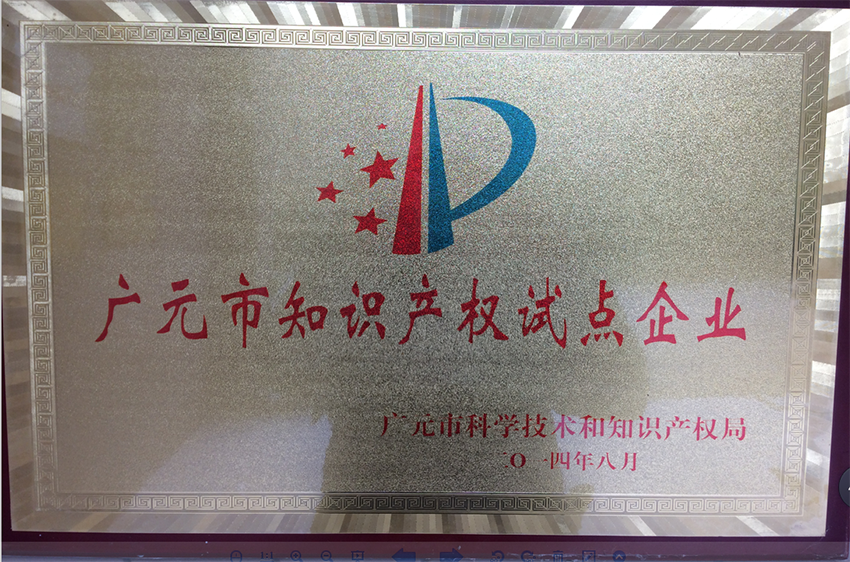 广元市知识产权试点企业
广元市科学技术和知识产权局
二〇一四年八月